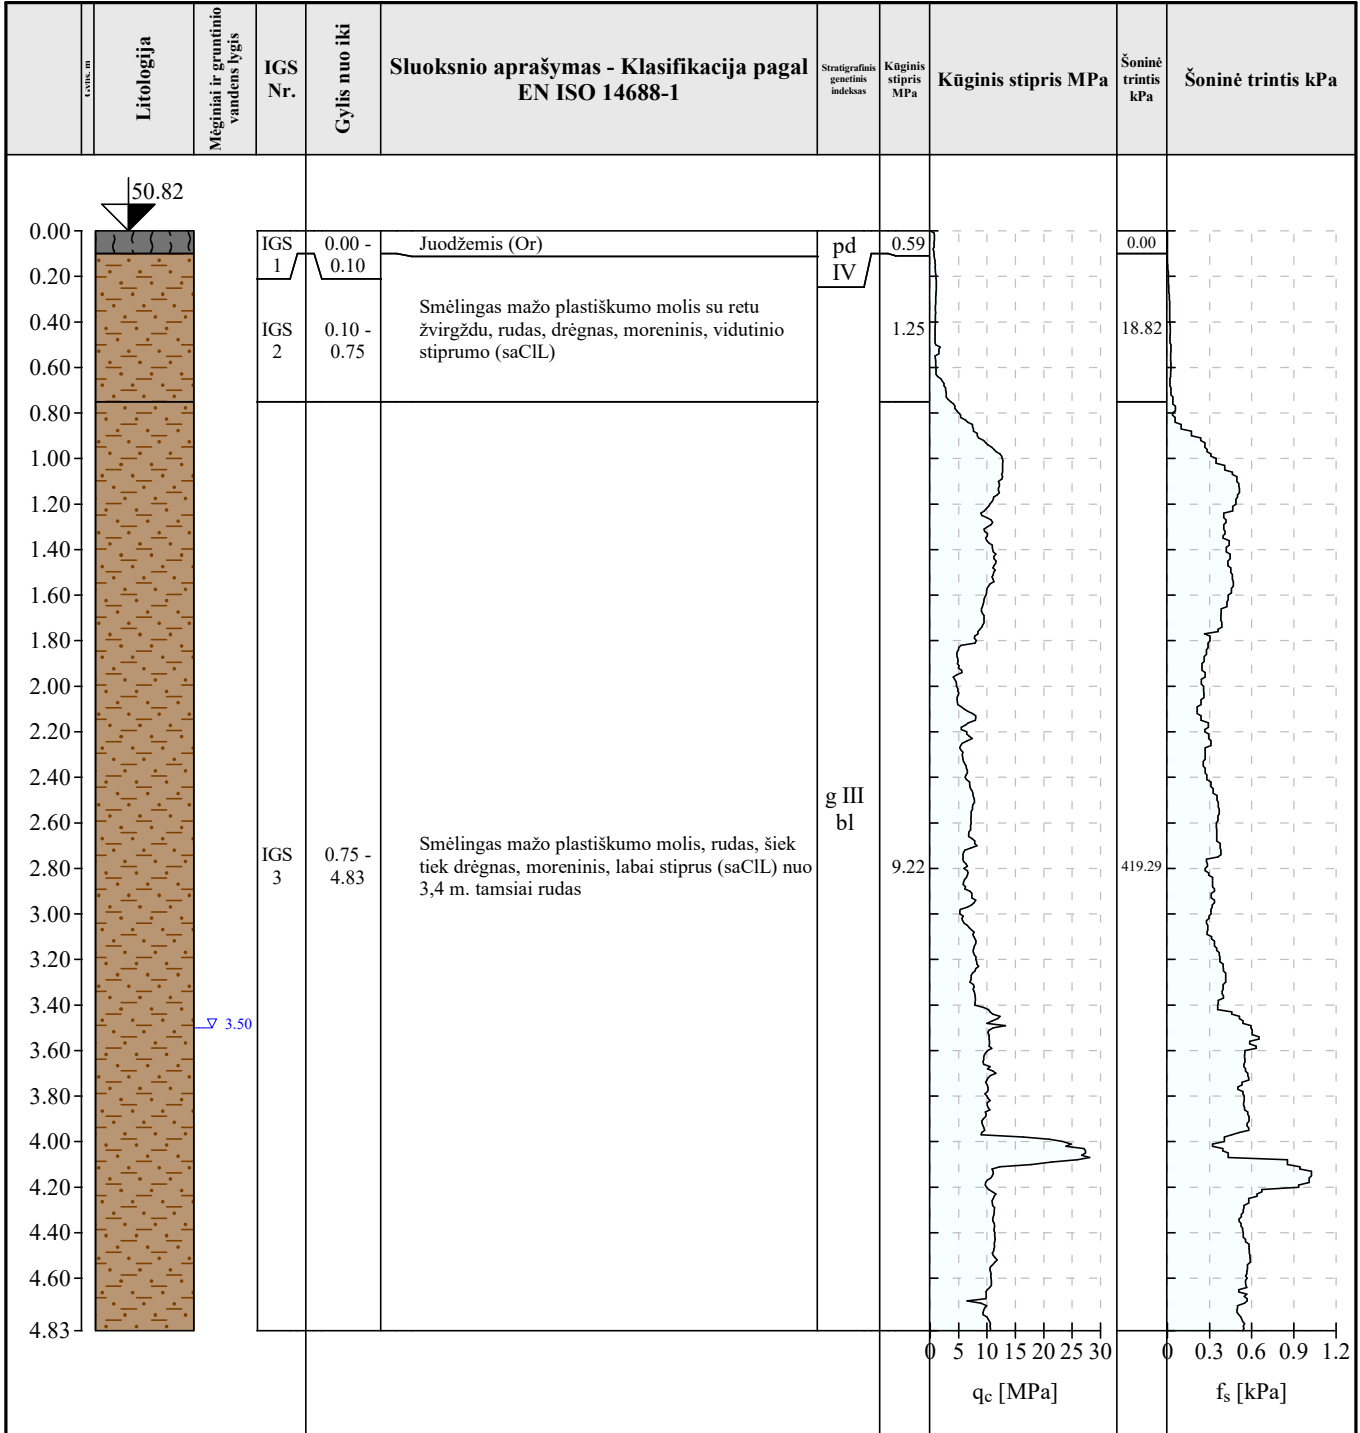 Gylis, m
Litologija
Mėginiai ir gruntinio
vandens lygis
IGS
Nr.
Gylis nuo iki
Sluoksnio aprašymas - Klasifikacija pagal
EN ISO 14688-1
Stratigrafinis
genetinis
indeksas
Kūginis
stipris
MPa
Kūginis stipris MPa
Šoninė
trintis
kPa
Šoninė trintis kPa
50.82
0.00
0.20
0.40
0.60
0.80
1.00
1.20
1.40
1.60
1.80
2.00
2.20
2.40
2.60
2.80
3.00
3.20
3.40
3.60
3.80
4.00
4.20
4.40
4.60
4.83
3.50
IGS
1
0.00 -
0.10
Juodžemis (Or)
pd
IV
0.59
0.00
IGS
2
0.10 -
0.75
Smėlingas mažo plastiškumo molis su retu
žvirgždu, rudas, drėgnas, moreninis, vidutinio
stiprumo (saClL)
1.25
18.82
IGS
3
0.75 -
4.83
Smėlingas mažo plastiškumo molis, rudas, šiek
tiek drėgnas, moreninis, labai stiprus (saClL) nuo
3,4 m. tamsiai rudas
g III
bl
9.22
419.29
0 5 10 15 20 25 30
qc [MPa]
0 0.3 0.6 0.9 1.2
fs [kPa]